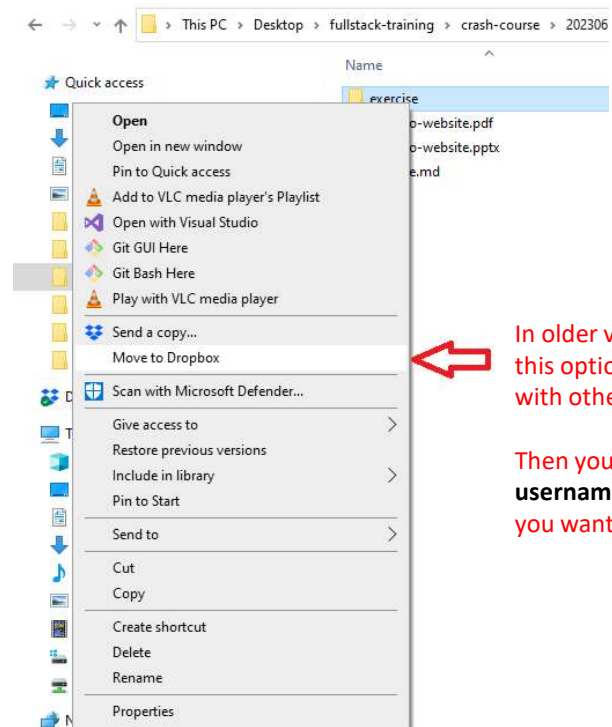 This PC > Desktop > fullstack-training > crash-course > 202306
Name
Quick access
exercise
o-website.pdf
o-website.pptx
e.md
Open
Open in new window
Pin to Quick access
Add to VLC media player's Playlist
Open with Visual Studio
Git GUI Here
Git Bash Here
Play with VLC media player
Send a copy...
Move to Dropbox
Scan with Microsoft Defender...
Give access to
Restore previous versions
Include in library
Pin to Start
Send to
Cut
Copy
Create shortcut
Delete
Rename
Properties
D
T
N
In older v
this optio
with othe
Then you
usernam
you want